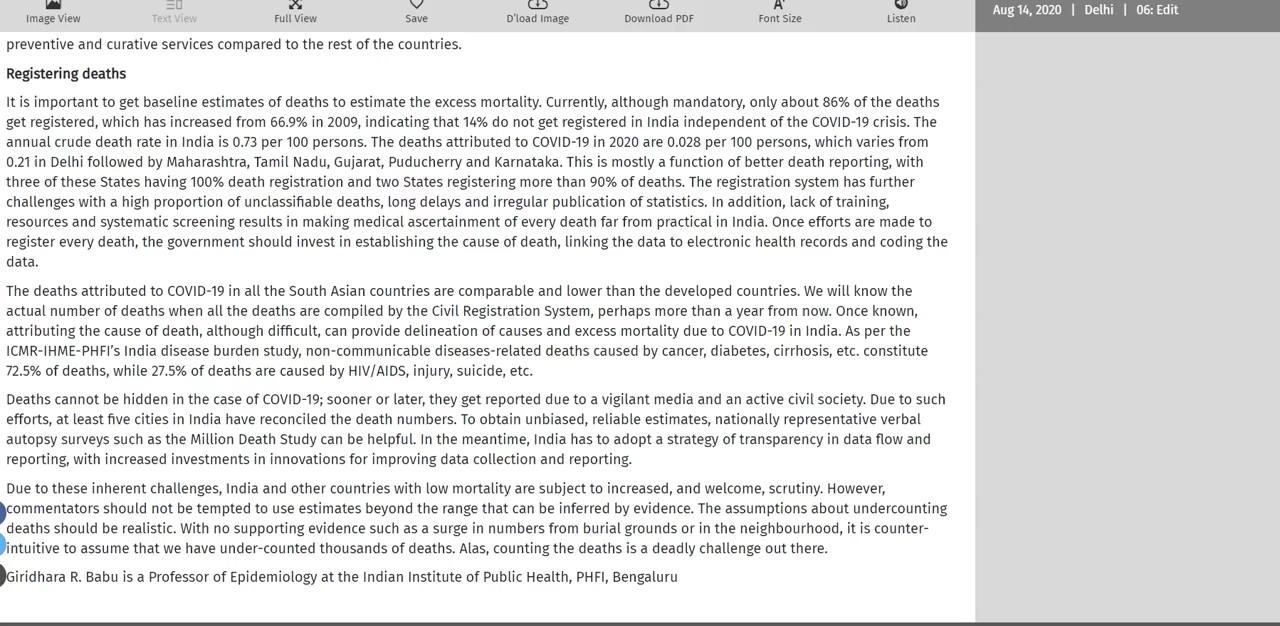 Image View Text View Full View Save D'load Image Download PDF Font Size Listen
Aug 14, 2020 | Delhi | 06: Edit
preventive and curative services compared to the rest of the countries.
Registering deaths
It is important to get baseline estimates of deaths to estimate the excess mortality. Currently, although mandatory, only about 86% of the deaths
get registered, which has increased from 66.9% in 2009, indicating that 14% do not get registered in India independent of the COVID-19 crisis. The
annual crude death rate in India is 0.73 per 100 persons. The deaths attributed to COVID-19 in 2020 are 0.028 per 100 persons, which varies from
0.21 in Delhi followed by Maharashtra, Tamil Nadu, Gujarat, Puducherry and Karnataka. This is mostly a function of better death reporting, with
three of these States having 100% death registration and two States registering more than 90% of deaths. The registration system has further
challenges with a high proportion of unclassifiable deaths, long delays and irregular publication of statistics. In addition, lack of training,
resources and systematic screening results in making medical ascertainment of every death far from practical in India. Once efforts are made to
register every death, the government should invest in establishing the cause of death, linking the data to electronic health records and coding the
data.
The deaths attributed to COVID-19 in all the South Asian countries are comparable and lower than the developed countries. We will know the
actual number of deaths when all the deaths are compiled by the Civil Registration System, perhaps more than a year from now. Once known,
attributing the cause of death, although difficult, can provide delineation of causes and excess mortality due to COVID-19 in India. As per the
ICMR-IHME-PHFI's India disease burden study, non-communicable diseases-related deaths caused by cancer, diabetes, cirrhosis, etc. constitute
72.5% of deaths, while 27.5% of deaths are caused by HIV/AIDS, injury, suicide, etc.
Deaths cannot be hidden in the case of COVID-19; sooner or later, they get reported due to a vigilant media and an active civil society. Due to such
efforts, at least five cities in India have reconciled the death numbers. To obtain unbiased, reliable estimates, nationally representative verbal
autopsy surveys such as the Million Death Study can be helpful. In the meantime, India has to adopt a strategy of transparency in data flow and
reporting, with increased investments in innovations for improving data collection and reporting.
Due to these inherent challenges, India and other countries with low mortality are subject to increased, and welcome, scrutiny. However,
commentators should not be tempted to use estimates beyond the range that can be inferred by evidence. The assumptions about undercounting
deaths should be realistic. With no supporting evidence such as a surge in numbers from burial grounds or in the neighbourhood, it is counter-
intuitive to assume that we have under-counted thousands of deaths. Alas, counting the deaths is a deadly challenge out there.
Giridhara R. Babu is a Professor of Epidemiology at the Indian Institute of Public Health, PHFI, Bengaluru